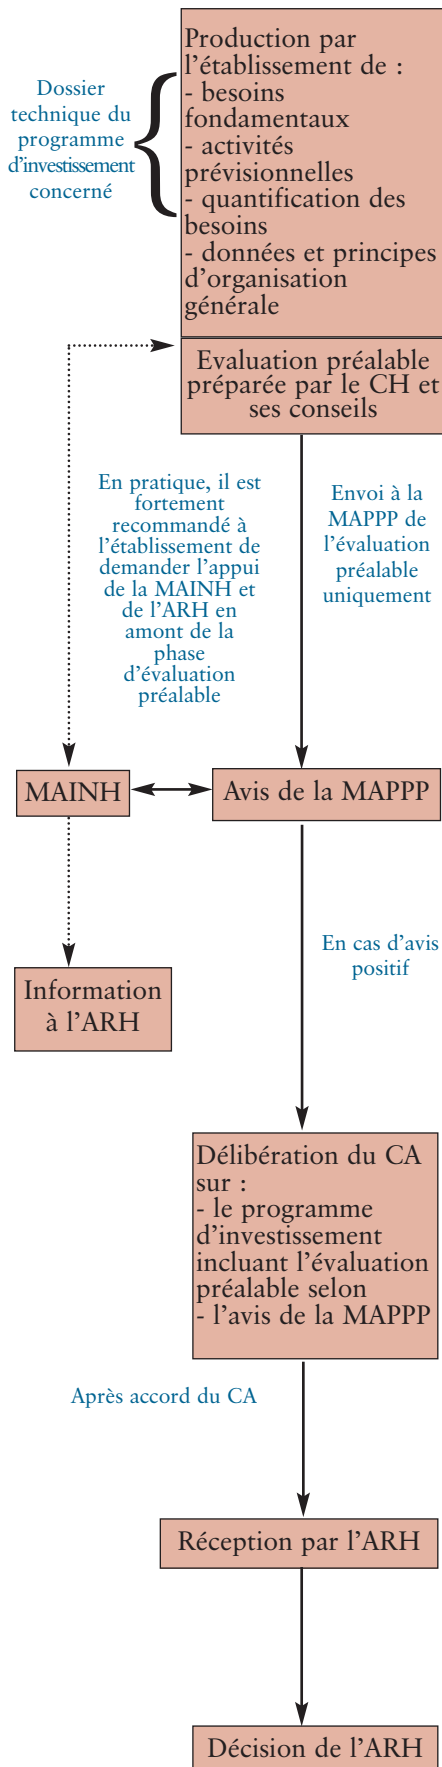 Dossier
technique du
programme
d'investissement
concerné
Production par
l'établissement de :
- besoins
fondamentaux
- activités
prévisionnelles
- quantification des
besoins
- données et principes
d'organisation
générale
Evaluation préalable
préparée par le CH et
ses conseils
En pratique, il est
fortement
recommandé à
l'établissement de
demander l'appui
de la MAINH et
de l'ARH en
amont de la
phase
d'évaluation
préalable
Envoi à la
MAPPP de
l'évaluation
préalable
uniquement
MAINH
Avis de la MAPPP
En cas d'avis
positif
Information
à l'ARH
Délibération du CA
sur :
- le programme
d'investissement
incluant l'évaluation
préalable selon
- l'avis de la MAPPP
Après accord du CA
Réception par l'ARH
Décision de l'ARH